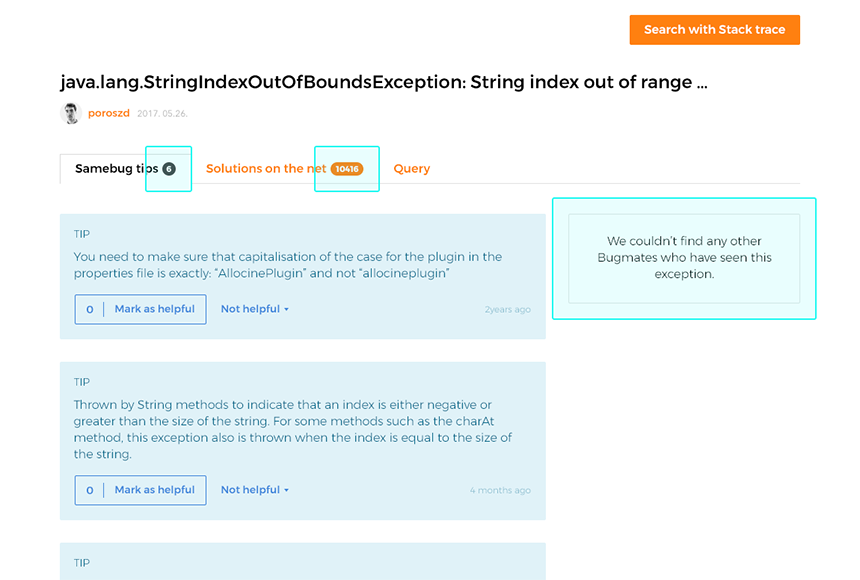 Search with Stack trace
java.lang.StringIndexOutOfBoundsException: String index out of range ...
poroszd 2017. 05.26.
Samebug tips 6 Solutions on the net 10416 Query
TIP
You need to make sure that capitalisation of the case for the plugin in the
properties file is exactly: “AllocinePlugin” and not “allocineplugin”
0 Mark as helpful Not helpful 2years ago
We couldn’t find any other
Bugmates who have seen this
exception.
TIP
Thrown by String methods to indicate that an index is either negative or
greater than the size of the string. For some methods such as the charAt
method, this exception also is thrown when the index is equal to the size of
the string.
0 Mark as helpful Not helpful 4 months ago
TIP